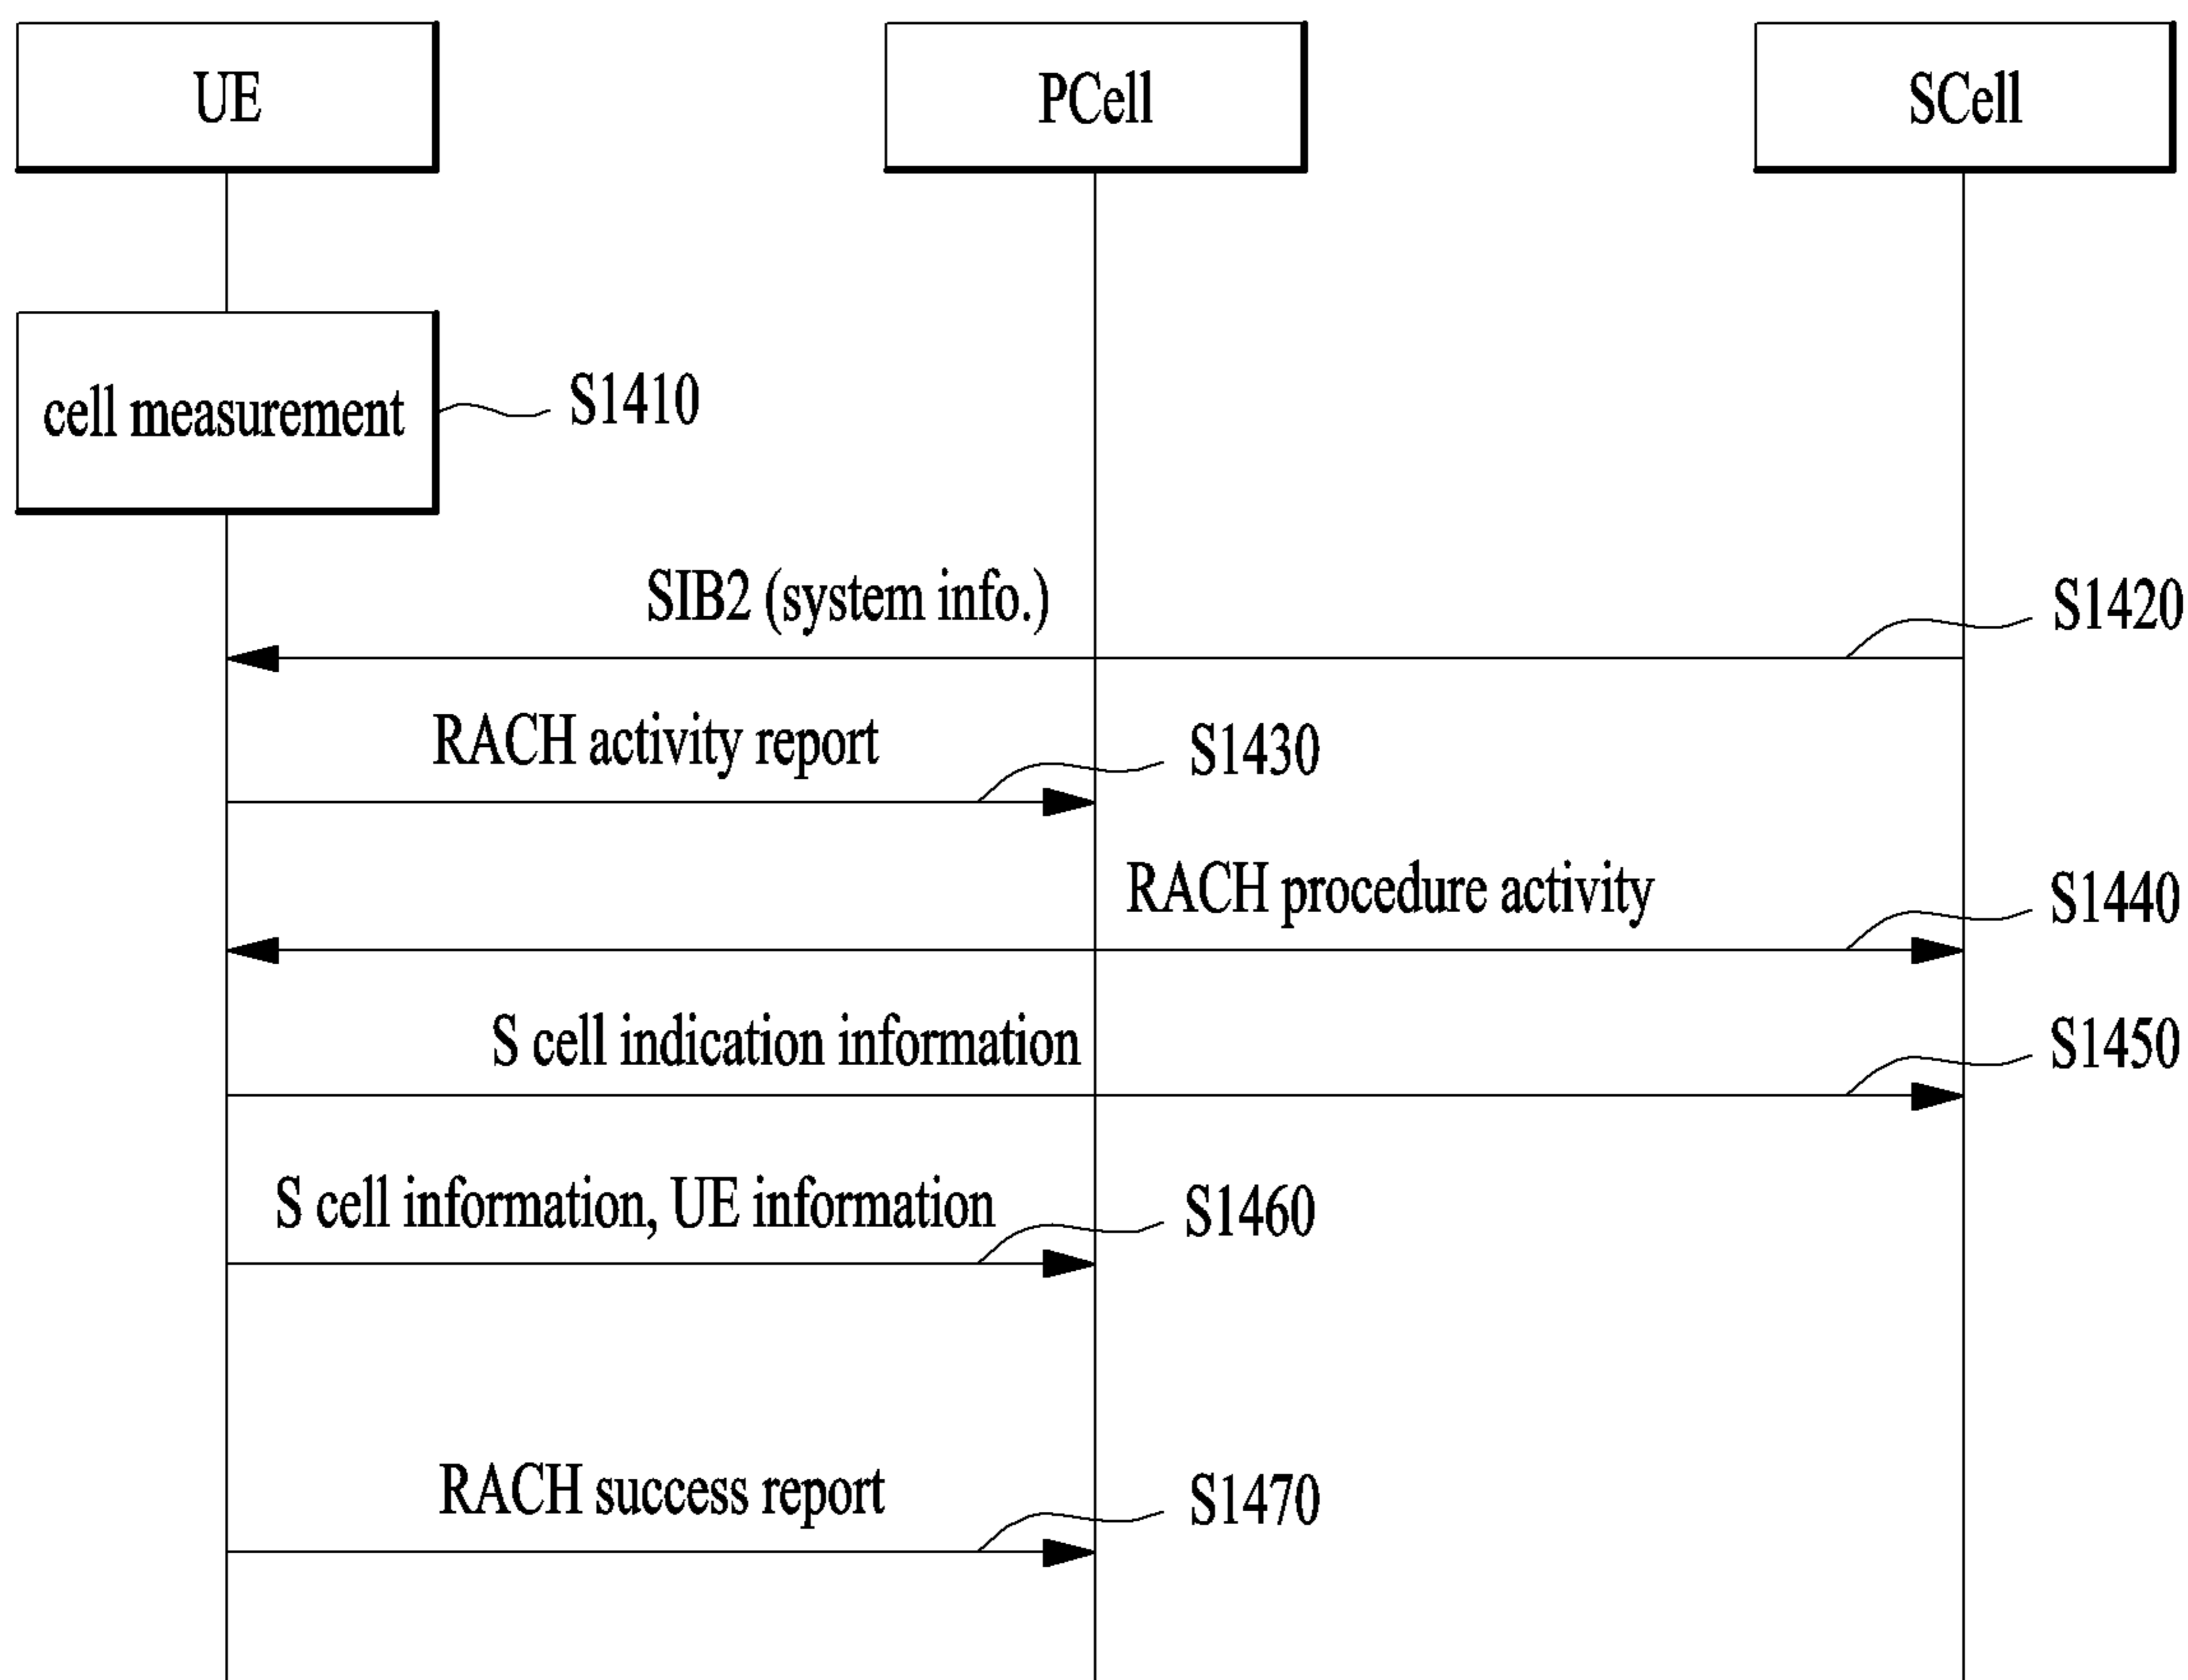 UE
PCell
SCell
cell measurement
S1410
SIB2 (system info.)
S1420
RACH activity report
S1430
RACH procedure activity
S1440
S cell indication information
S1450
S cell information, UE information
S1460
RACH success report
S1470